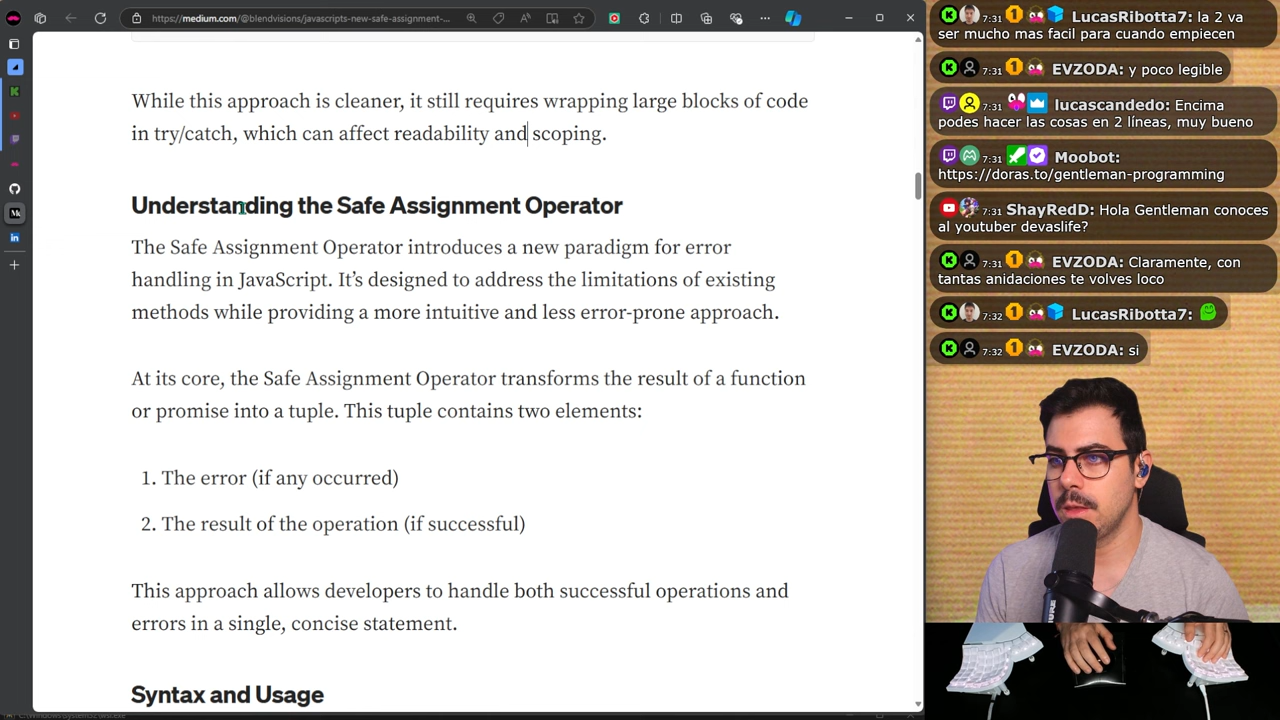 https://medium.com/@blendvisions/javascripts-new-safe-assignment-...
While this approach is cleaner, it still requires wrapping large blocks of code
in try/catch, which can affect readability and scoping.
Understanding the Safe Assignment Operator
The Safe Assignment Operator introduces a new paradigm for error
handling in JavaScript. It’s designed to address the limitations of existing
methods while providing a more intuitive and less error-prone approach.
At its core, the Safe Assignment Operator transforms the result of a function
or promise into a tuple. This tuple contains two elements:
1. The error (if any occurred)
2. The result of the operation (if successful)
This approach allows developers to handle both successful operations and
errors in a single, concise statement.
Syntax and Usage
7:31 LucasRibotta7: la 2 va
ser mucho mas facil para cuando empiecen
7:31 EVZODA: y poco legible
7:31 lucascandedo: Encima
podes hacer las cosas en 2 líneas, muy bueno
7:31 Moobot:
https://doras.to/gentleman-programming
7:31 ShayRedD: Hola Gentleman conoces
al youtuber devaslife?
7:31 EVZODA: Claramente, con
tantas anidaciones te volves loco
7:32 LucasRibotta7:
7:32 EVZODA: si